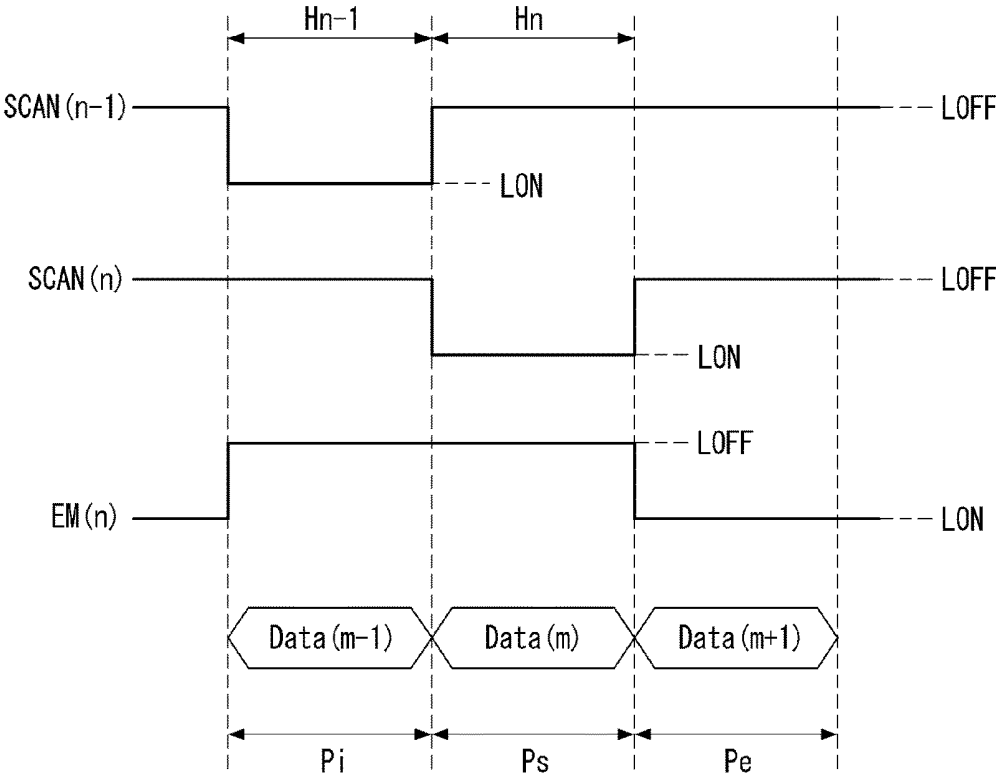 Hn-1 Hn
SCAN(n-1) LOFF
LON
SCAN(n) LOFF
LON
LOFF
EM(n) LON
Data(m-1) Data(m) Data(m+1)
Pi Ps Pe